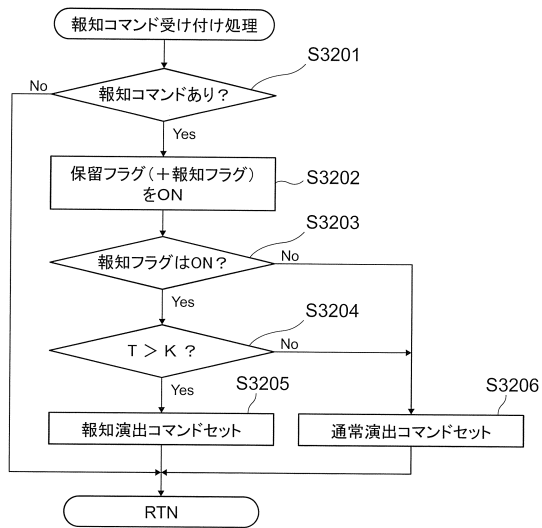 報知コマンド受け付け処理
S3201
報知コマンドあり?
No
Yes
保留フラグ(+報知フラグ)
をON
S3202
S3203
報知フラグはON?
No
Yes
S3204
T > K ?
No
Yes
S3205
報知演出コマンドセット
S3206
通常演出コマンドセット
RTN